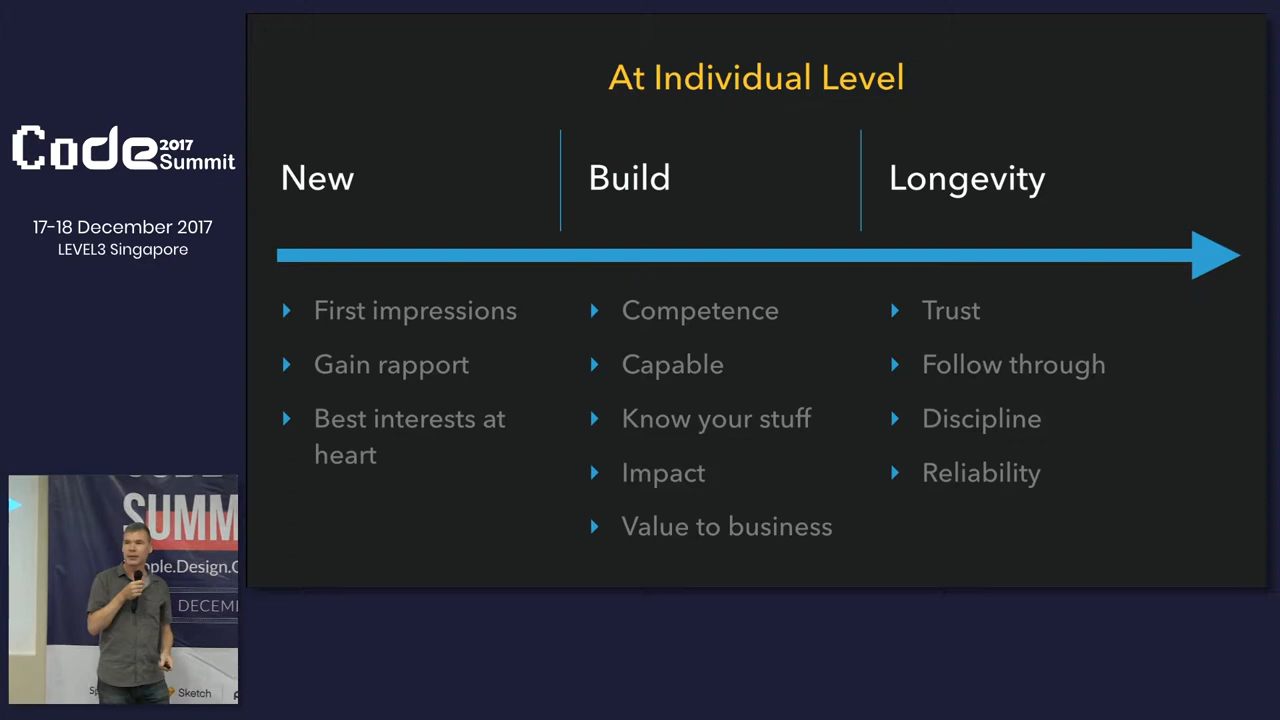 Code 2017 Summit
17-18 December 2017
LEVEL3 Singapore
At Individual Level
New
Build
Longevity
First impressions
Gain rapport
Best interests at
heart
Competence
Capable
Know your stuff
Impact
Value to business
Trust
Follow through
Discipline
Reliability
SUMM
ople.Design.C
DECEM
Sketch